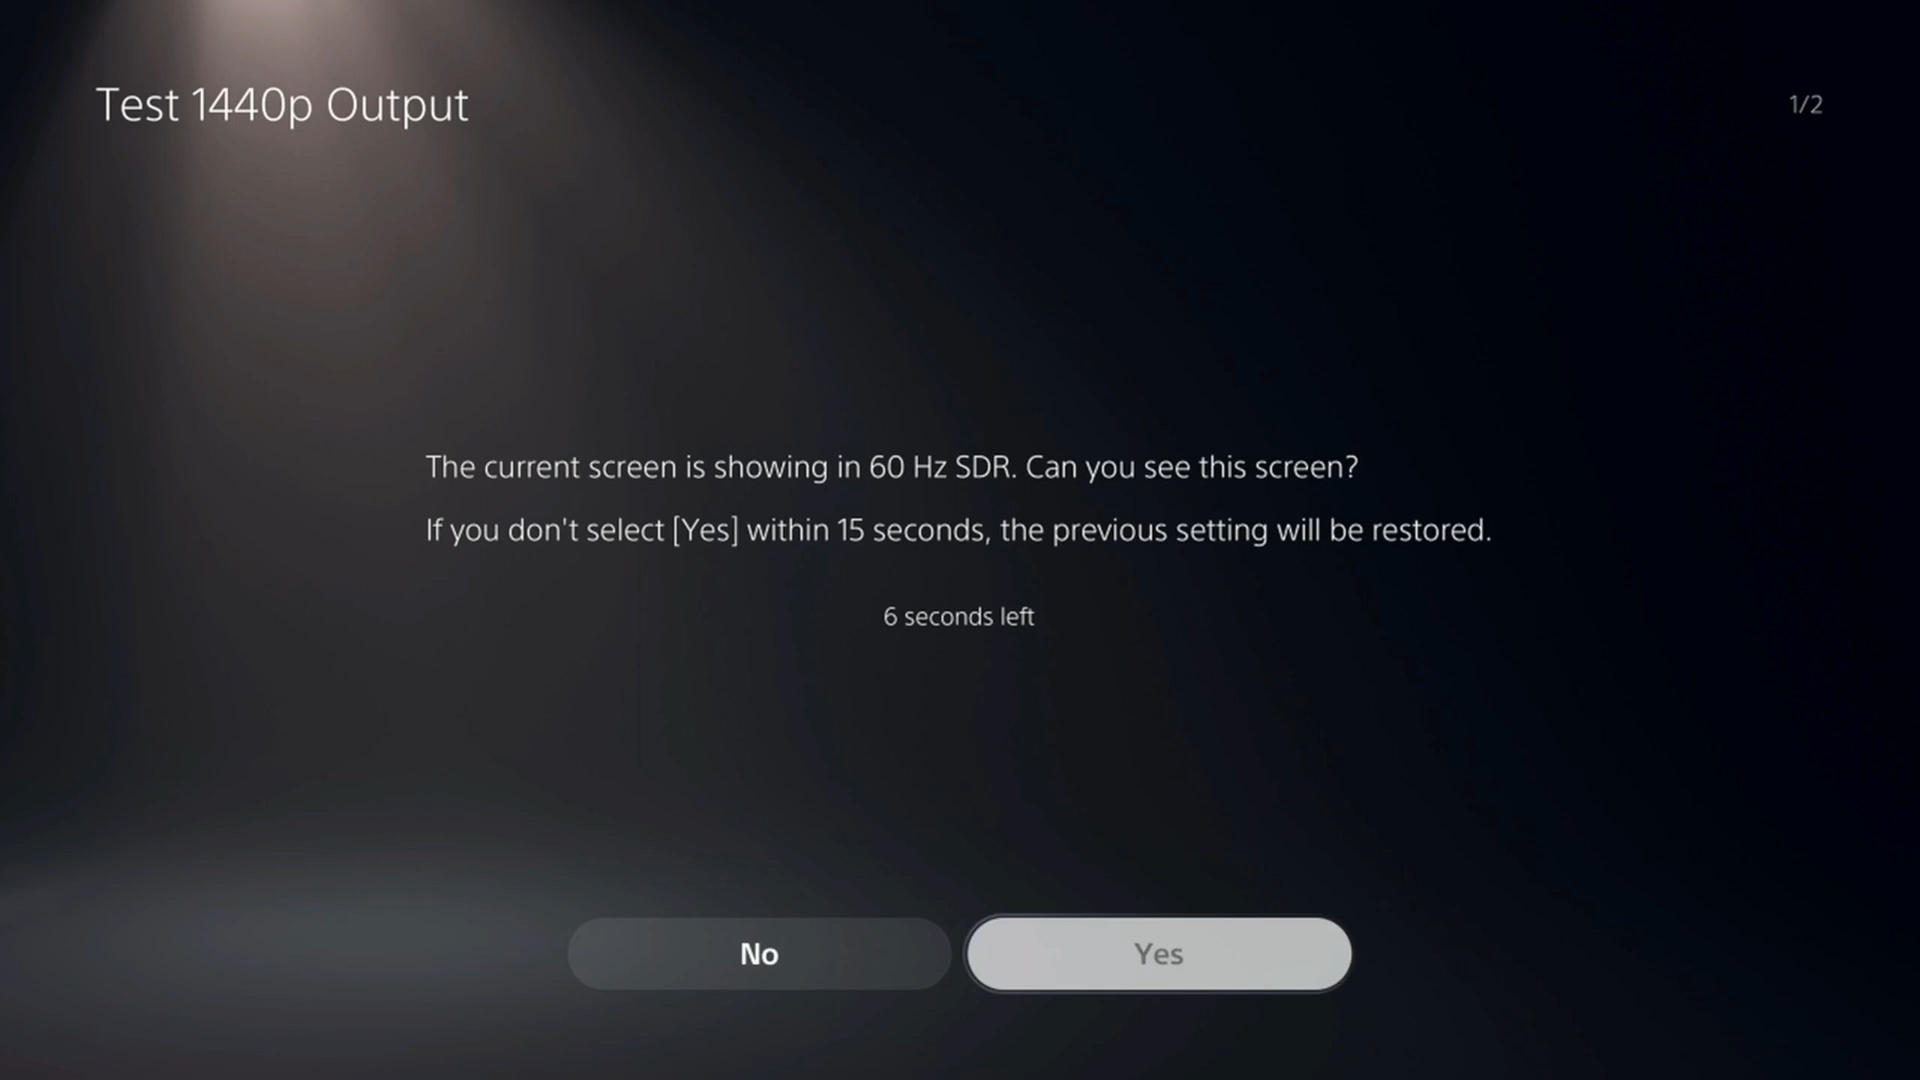 Test 1440p Output
1/2
The current screen is showing in 60 Hz SDR. Can you see this screen?
If you don't select [Yes] within 15 seconds, the previous setting will be restored.
6 seconds left
No
Yes